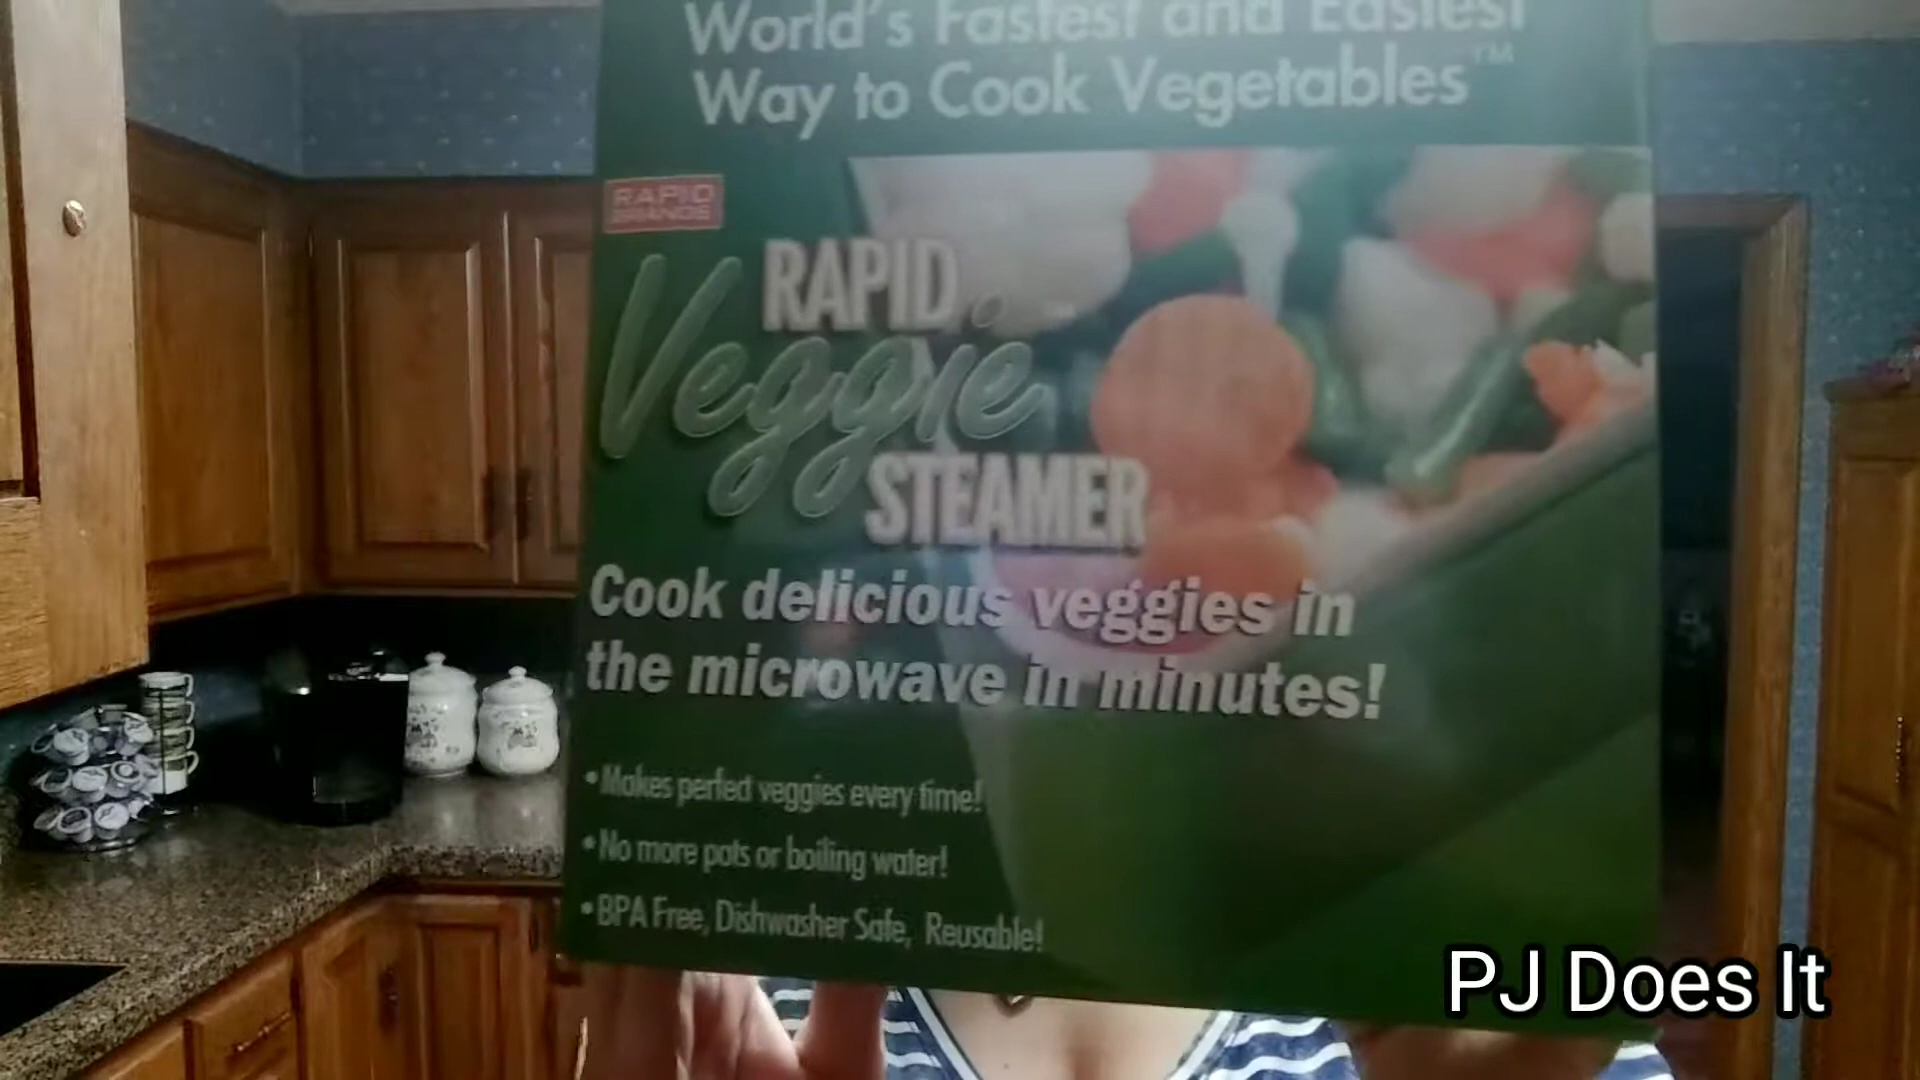 World's Fastest and Easiest
Way to Cook Vegetables™
RAPID
BRANDS
RAPID
Veggie
STEAMER
Cook delicious veggies in
the microwave in minutes!
•Makes perfect veggies every time!
•No more pots or boiling water!
•BPA Free, Dishwasher Safe, Reusable!
PJ Does It